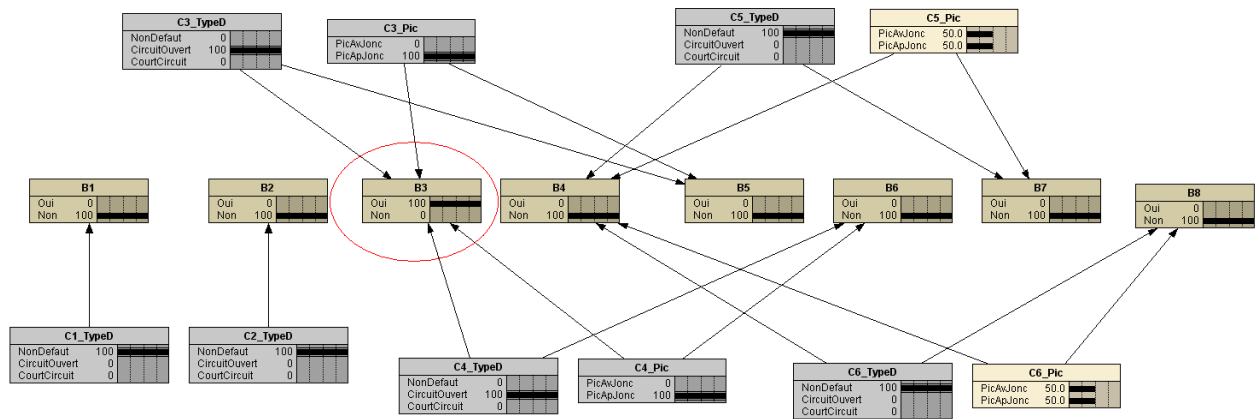 C3_TypeD
NonDefaut 0
CircuitOuvert 100
CourtCircuit 0
C3_Pic
PicAvJonc 0
PicApJonc 100
C5_TypeD
NonDefaut 100
CircuitOuvert 0
CourtCircuit 0
C5_Pic
PicAvJonc 50.0
PicApJonc 50.0
B1
Oui 0
Non 100
B2
Oui 0
Non 100
B3
Oui 100
Non 0
B4
Oui 0
Non 100
B5
Oui 0
Non 100
B6
Oui 0
Non 100
B7
Oui 0
Non 100
B8
Oui 0
Non 100
C1_TypeD
NonDefaut 100
CircuitOuvert 0
CourtCircuit 0
C2_TypeD
NonDefaut 100
CircuitOuvert 0
CourtCircuit 0
C4_TypeD
NonDefaut 0
CircuitOuvert 100
CourtCircuit 0
C4_Pic
PicAvJonc 0
PicApJonc 100
C6_TypeD
NonDefaut 100
CircuitOuvert 0
CourtCircuit 0
C6_Pic
PicAvJonc 50.0
PicApJonc 50.0